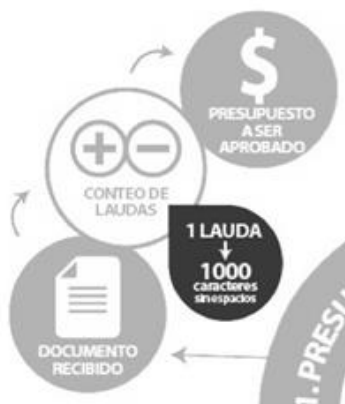 $
PRESUPUESTO
A SER
APROBADO
CONTEO DE
LAUDAS
1 LAUDA
1000
caracteres
sin espacios
DOCUMENTO
RECIBIDO
1. PRESU